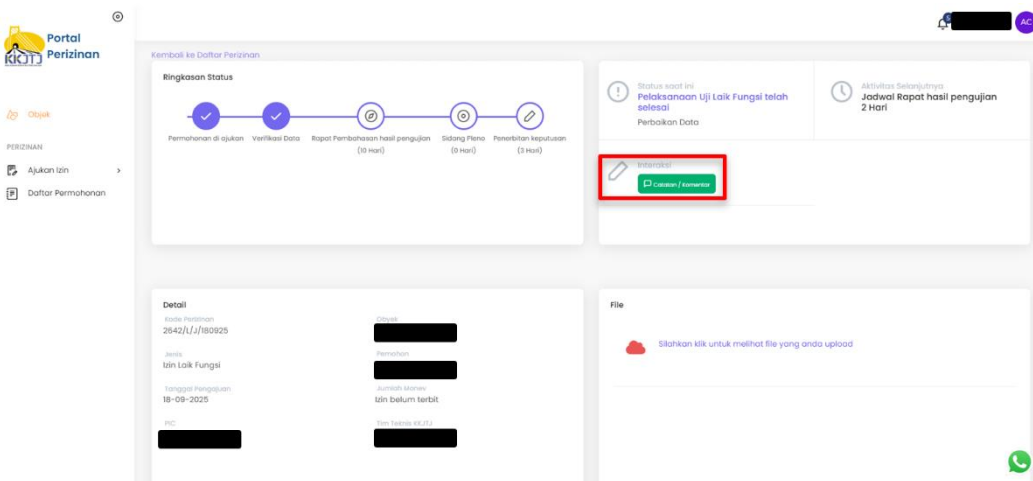 KKJTJ
Portal
Perizinan
Objek
PERIZINAN
Ajukan Izin
Daftar Permohonan
5
AC
Kembali ke Daftar Perizinan
Ringkasan Status
Permohonan di ajukan
Verifikasi Data
Rapat Pembahasan hasil pengujian
(10 Hari)
Sidang Pleno
(0 Hari)
Penerbitan keputusan
(3 Hari)
Status saat ini
Pelaksanaan Uji Laik Fungsi telah
selesai
Perbaikan Data
Aktivitas Selanjutnya
Jadwal Rapat hasil pengujian
2 Hari
Interaksi
Catatan / Komentar
Detail
Kode Perizinan
2642/L/J/180925
Obyek
Jenis
Izin Laik Fungsi
Pemohon
Tanggal Pengajuan
18-09-2025
Jumlah Monev
Izin belum terbit
PIC
Tim Teknis KKJTJ
File
Silahkan klik untuk melihat file yang anda upload